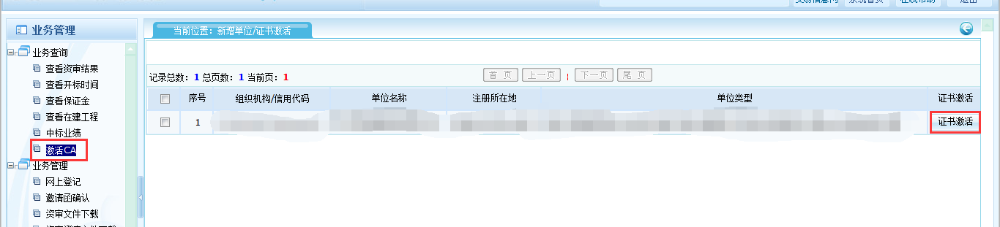 交易信息网 系统首页 在线帮助 退出
业务管理
当前位置：新增单位/证书激活
业务查询
查看资审结果
查看开标时间
查看保证金
查看在建工程
中标业绩
激活CA
业务管理
网上登记
邀请函确认
资审文件下载
记录总数：1 总页数：1 当前页：1
首 页 上一页 ¦ 下一页 尾 页
序号 组织机构/信用代码 单位名称 注册所在地 单位类型 证书激活
1 证书激活